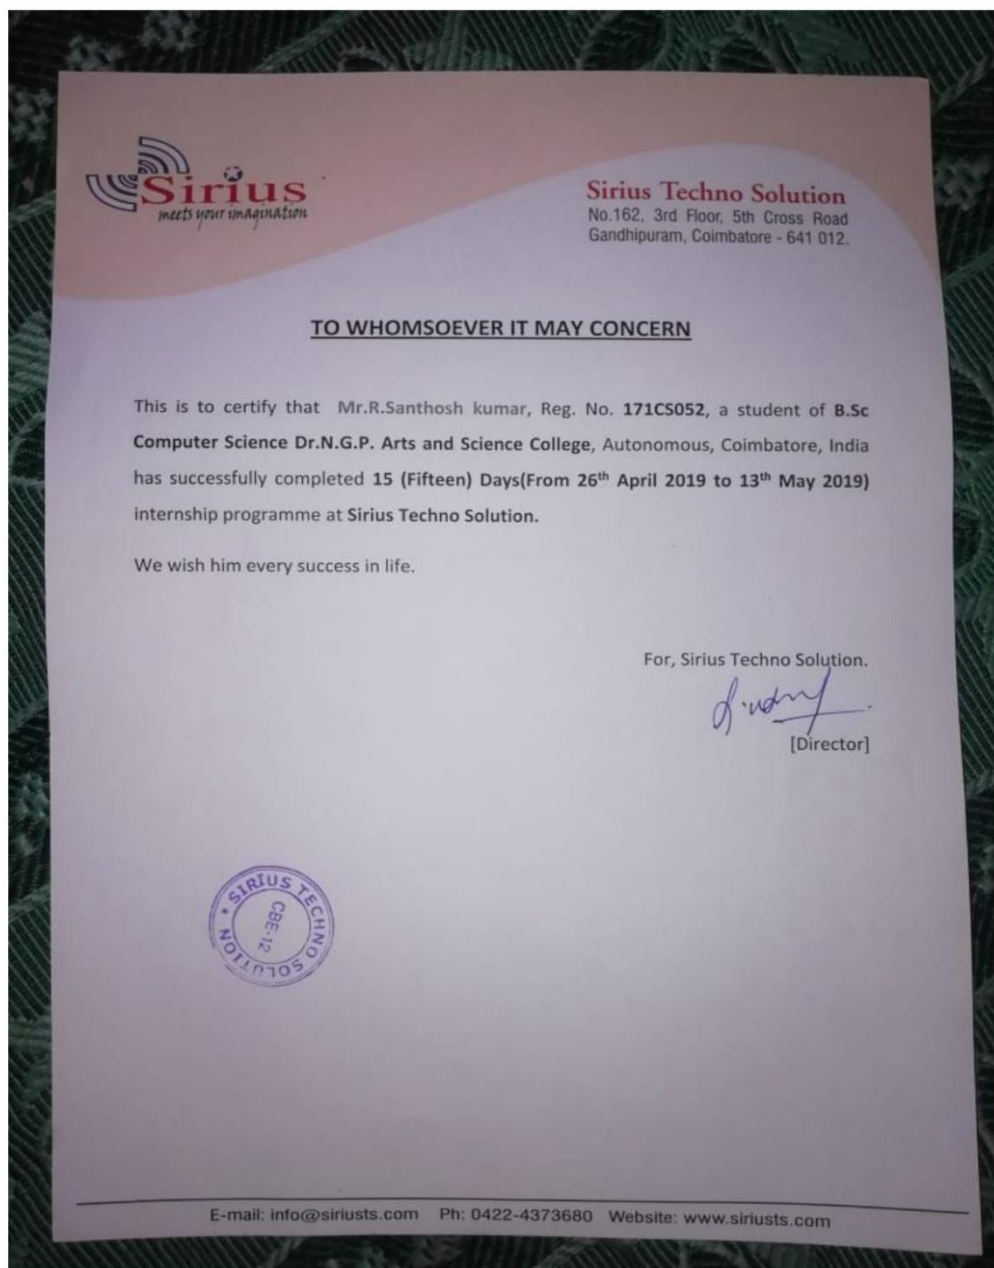 Sirius
meets your imagination
Sirius Techno Solution
No.162, 3rd Floor, 5th Cross Road
Gandhipuram, Coimbatore - 641 012.
TO WHOMSOEVER IT MAY CONCERN
This is to certify that Mr.R.Santhosh kumar, Reg. No. 171CS052, a student of B.Sc
Computer Science Dr.N.G.P. Arts and Science College, Autonomous, Coimbatore, India
has successfully completed 15 (Fifteen) Days(From 26th April 2019 to 13th May 2019)
internship programme at Sirius Techno Solution.
We wish him every success in life.
For, Sirius Techno Solution.
[Director]
SIRIUS TECHNO SOLUTION *
CBE-12
E-mail: info@siriusts.com Ph: 0422-4373680 Website: www.siriusts.com